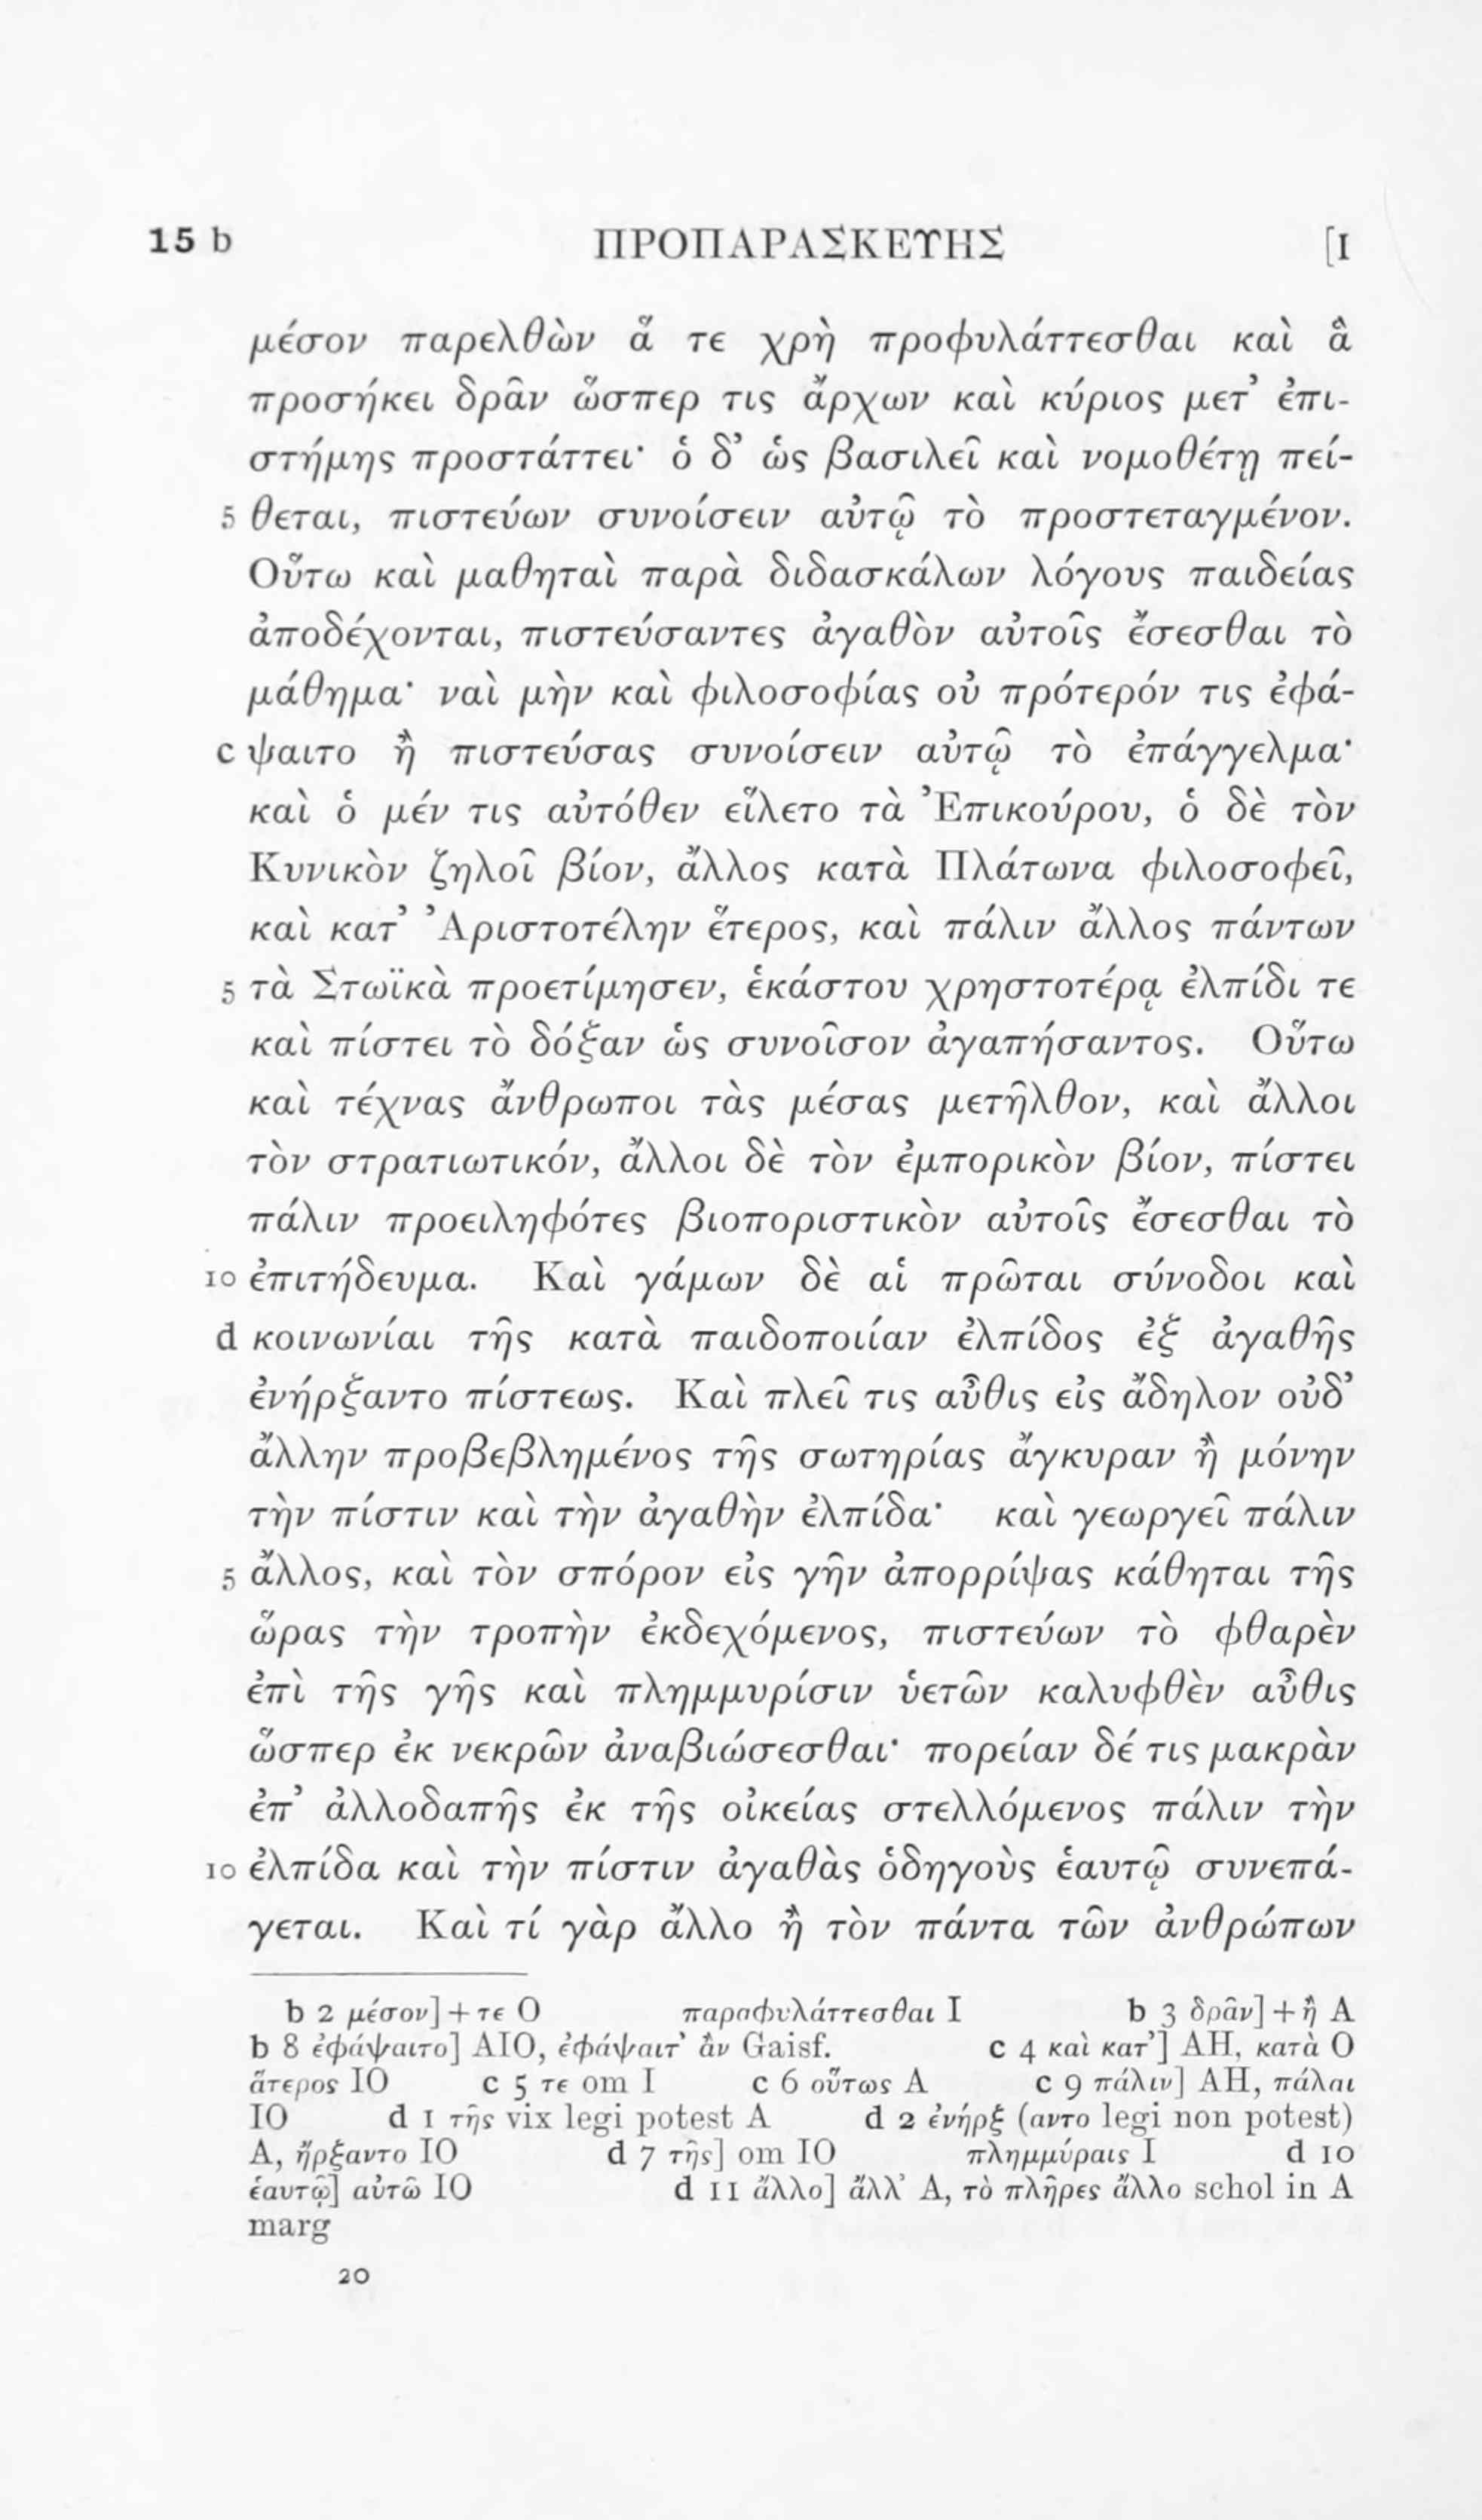 15 b ΠΡΟΠΑΡΑΣΚΕΥΗΣ [I
μέσον παρελθὼν ἅ τε χρὴ προφυλάττεσθαι καὶ ἃ
προσήκει δρᾶν ὥσπερ τις ἄρχων καὶ κύριος μετ’ ἐπι-
στήμης προστάττει· ὁ δ’ ὡς βασιλεῖ καὶ νομοθέτῃ πεί-
5 θεται, πιστεύων συνοίσειν αὐτῷ τὸ προστεταγμένον.
Οὕτω καὶ μαθηταὶ παρὰ διδασκάλων λόγους παιδείας
ἀποδέχονται, πιστεύσαντες ἀγαθὸν αὐτοῖς ἔσεσθαι τὸ
μάθημα· ναὶ μὴν καὶ φιλοσοφίας οὐ πρότερόν τις ἐφά-
c ψαιτο ἢ πιστεύσας συνοίσειν αὐτῷ τὸ ἐπάγγελμα·
καὶ ὁ μέν τις αὐτόθεν εἵλετο τὰ Ἐπικούρου, ὁ δὲ τὸν
Κυνικὸν ζηλοῖ βίον, ἄλλος κατὰ Πλάτωνα φιλοσοφεῖ,
καὶ κατ’ Ἀριστοτέλην ἕτερος, καὶ πάλιν ἄλλος πάντων
5 τὰ Στωϊκὰ προετίμησεν, ἑκάστου χρηστοτέρᾳ ἐλπίδι τε
καὶ πίστει τὸ δόξαν ὡς συνοῖσον ἀγαπήσαντος. Οὕτω
καὶ τέχνας ἄνθρωποι τὰς μέσας μετῆλθον, καὶ ἄλλοι
τὸν στρατιωτικόν, ἄλλοι δὲ τὸν ἐμπορικὸν βίον, πίστει
πάλιν προειληφότες βιοποριστικὸν αὐτοῖς ἔσεσθαι τὸ
10 ἐπιτήδευμα. Καὶ γάμων δὲ αἱ πρῶται σύνοδοι καὶ
d κοινωνίαι τῆς κατὰ παιδοποιίαν ἐλπίδος ἐξ ἀγαθῆς
ἐνήρξαντο πίστεως. Καὶ πλεῖ τις αὖθις εἰς ἄδηλον οὐδ’
ἄλλην προβεβλημένος τῆς σωτηρίας ἄγκυραν ἢ μόνην
τὴν πίστιν καὶ τὴν ἀγαθὴν ἐλπίδα· καὶ γεωργεῖ πάλιν
5 ἄλλος, καὶ τὸν σπόρον εἰς γῆν ἀπορρίψας κάθηται τῆς
ὥρας τὴν τροπὴν ἐκδεχόμενος, πιστεύων τὸ φθαρὲν
ἐπὶ τῆς γῆς καὶ πλημμυρίσιν ὑετῶν καλυφθὲν αὖθις
ὥσπερ ἐκ νεκρῶν ἀναβιώσεσθαι· πορείαν δέ τις μακρὰν
ἐπ’ ἀλλοδαπῆς ἐκ τῆς οἰκείας στελλόμενος πάλιν τὴν
10 ἐλπίδα καὶ τὴν πίστιν ἀγαθὰς ὁδηγοὺς ἑαυτῷ συνεπά-
γεται. Καὶ τί γὰρ ἄλλο ἢ τὸν πάντα τῶν ἀνθρώπων
b 2 μέσον] + τε O παραφυλάττεσθαι I b 3 δρᾶν] + ἢ A
b 8 ἐφάψαιτο] AIO, ἐφάψαιτ’ ἂν Gaisf. c 4 καὶ κατ’] AH, κατὰ O
ἅτερος IO c 5 τε om I c 6 οὕτως A c 9 πάλιν] AH, πάλαι
IO d 1 τῆς vix legi potest A d 2 ἐνήρξ (αντο legi non potest)
A, ἤρξαντο IO d 7 τῆς] om IO πλημμύραις I d 10
ἑαυτῷ] αὐτῶ IO d 11 ἄλλο] ἄλλ’ A, τὸ πλῆρες ἄλλο schol in A
marg
20